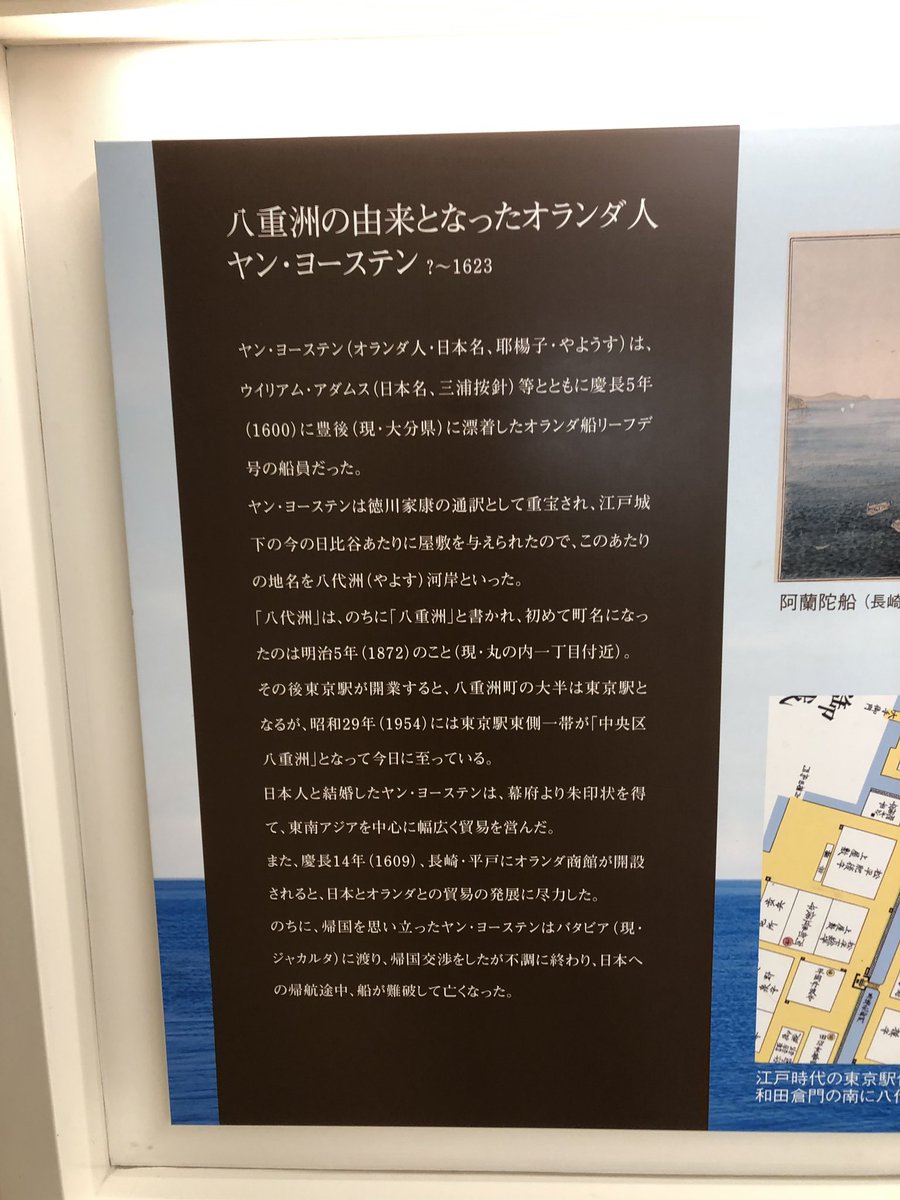 八重洲の由来となったオランダ人
ヤン・ヨーステン ?〜1623
ヤン・ヨーステン(オランダ人・日本名、耶楊子・やようす)は、
ウイリアム・アダムス(日本名、三浦按針)等とともに慶長5年
(1600)に豊後(現・大分県)に漂着したオランダ船リーフデ
号の船員だった。
ヤン・ヨーステンは徳川家康の通訳として重宝され、江戸城
下の今の日比谷あたりに屋敷を与えられたので、このあたり
の地名を八代洲(やよす)河岸といった。
「八代洲」は、のちに「八重洲」と書かれ、初めて町名になっ
たのは明治5年(1872)のこと(現・丸の内一丁目付近)。
その後東京駅が開業すると、八重洲町の大半は東京駅と
なるが、昭和29年(1954)には東京駅東側一帯が「中央区
八重洲」となって今日に至っている。
日本人と結婚したヤン・ヨーステンは、幕府より朱印状を得
て、東南アジアを中心に幅広く貿易を営んだ。
また、慶長14年(1609)、長崎・平戸にオランダ商館が開設
されると、日本とオランダとの貿易の発展に尽力した。
のちに、帰国を思い立ったヤン・ヨーステンはバタビア(現・
ジャカルタ)に渡り、帰国交渉をしたが不調に終わり、日本へ
の帰航途中、船が難破して亡くなった。
阿蘭陀船(長崎
江戸時代の東京駅
和田倉門の南に八